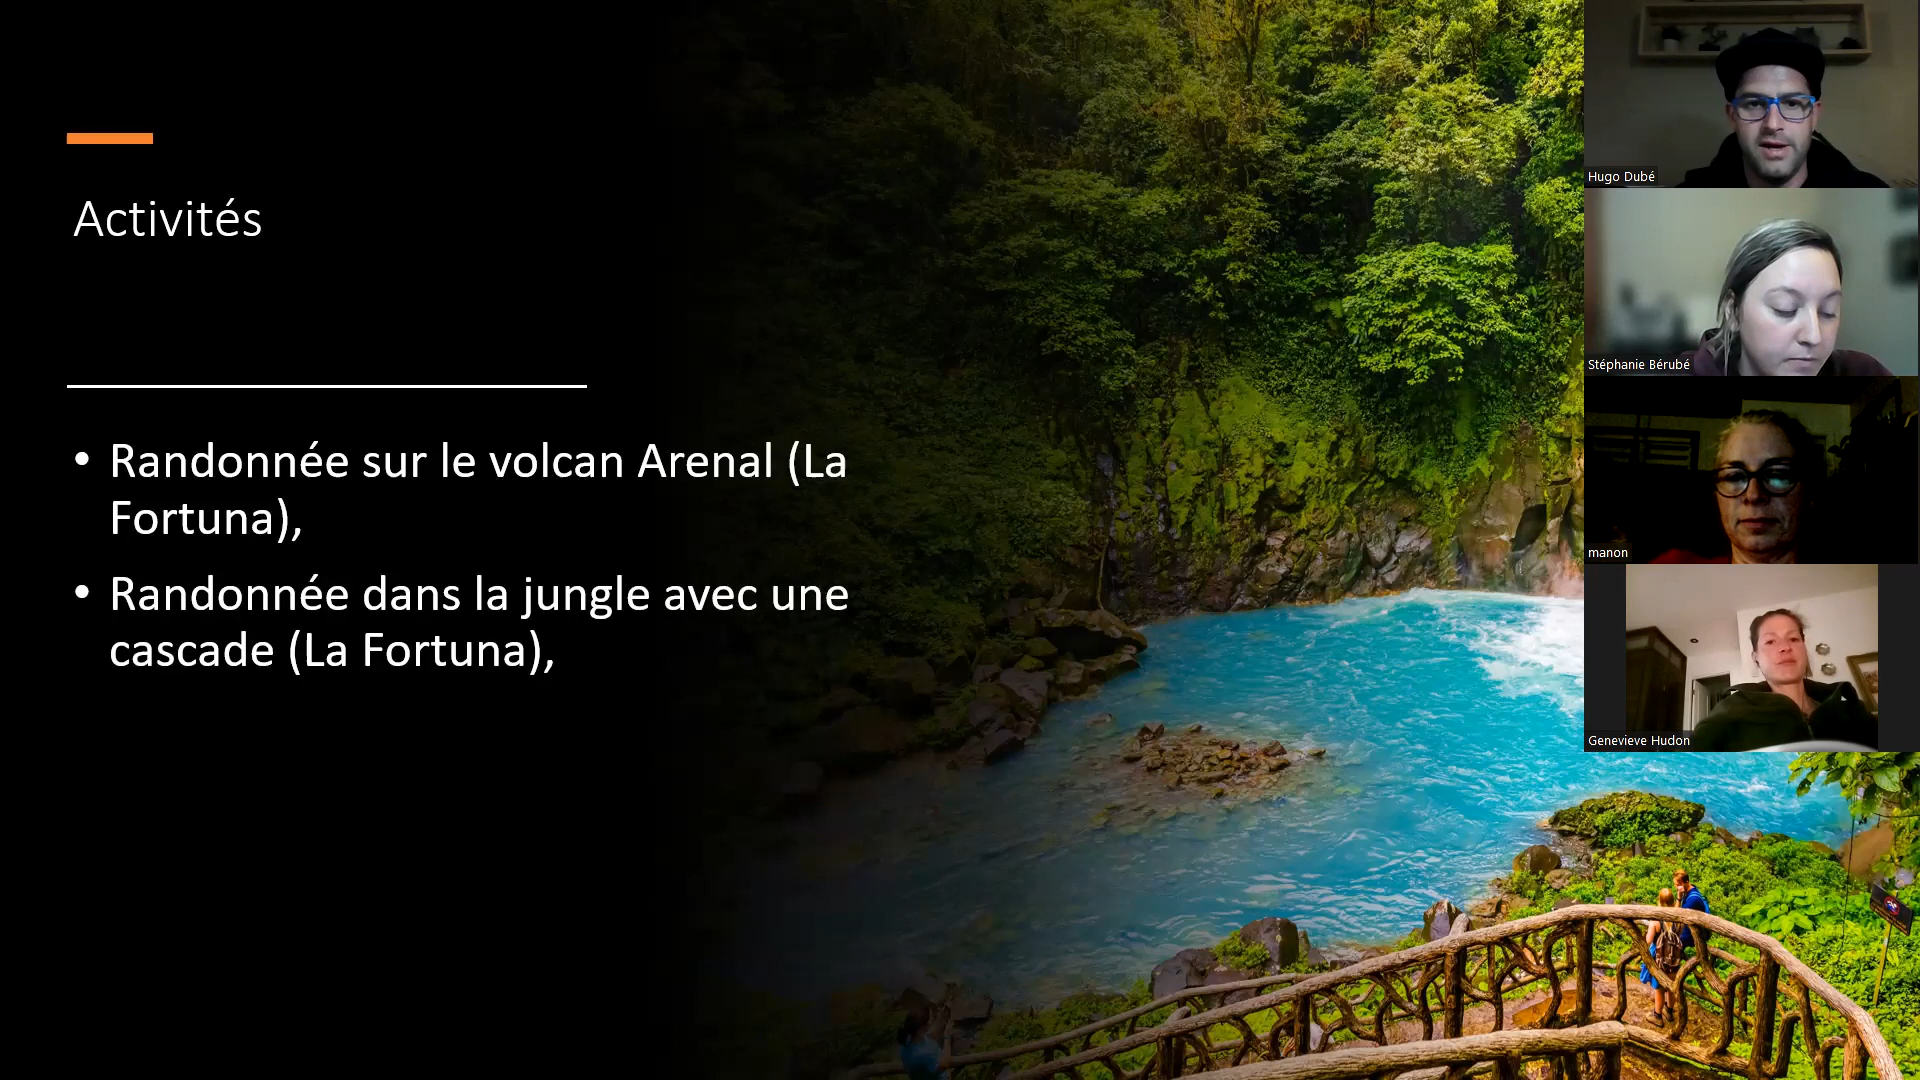 Activités
• Randonnée sur le volcan Arenal (La
Fortuna),
• Randonnée dans la jungle avec une
cascade (La Fortuna),
Hugo Dubé
Stéphanie Bérubé
manon
Genevieve Hudon